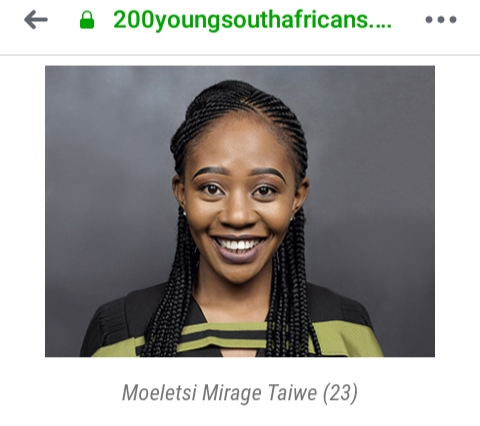 200youngsouthafricans....
Moeletsi Mirage Taiwe (23)